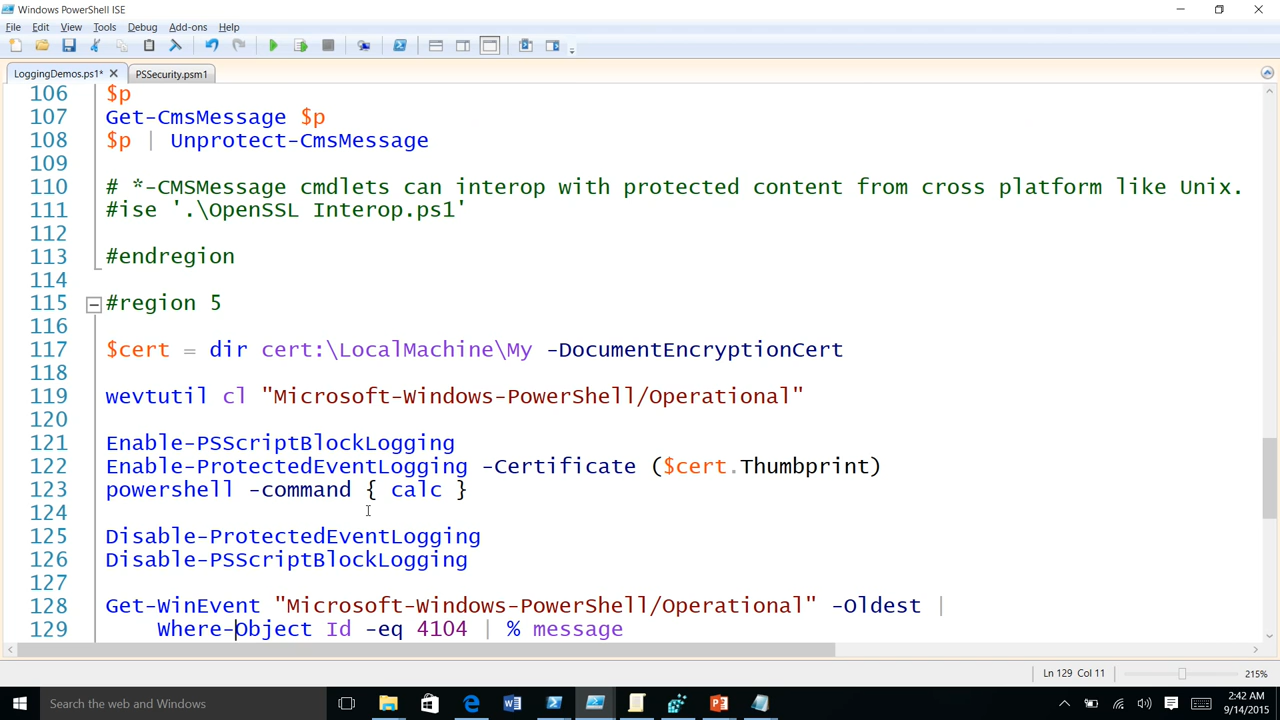 Windows PowerShell ISE
File Edit View Tools Debug Add-ons Help
LoggingDemos.ps1* PSSecurity.psm1
106 $p
107 Get-CmsMessage $p
108 $p | Unprotect-CmsMessage
109
110 # *-CMSMessage cmdlets can interop with protected content from cross platform like Unix.
111 #ise '.\OpenSSL Interop.ps1'
112
113 #endregion
114
115 #region 5
116
117 $cert = dir cert:\LocalMachine\My -DocumentEncryptionCert
118
119 wevtutil cl "Microsoft-Windows-PowerShell/Operational"
120
121 Enable-PSScriptBlockLogging
122 Enable-ProtectedEventLogging -Certificate ($cert.Thumbprint)
123 powershell -command { calc }
124
125 Disable-ProtectedEventLogging
126 Disable-PSScriptBlockLogging
127
128 Get-WinEvent "Microsoft-Windows-PowerShell/Operational" -Oldest |
129 Where-Object Id -eq 4104 | % message
Ln 129 Col 11 215%
Search the web and Windows
2:42 AM
9/14/2015